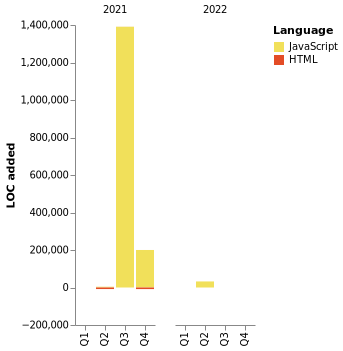 2021
2022
Language
JavaScript
HTML
LOC added
1,400,000
1,200,000
1,000,000
800,000
600,000
400,000
200,000
0
−200,000
Q1
Q2
Q3
Q4
Q1
Q2
Q3
Q4